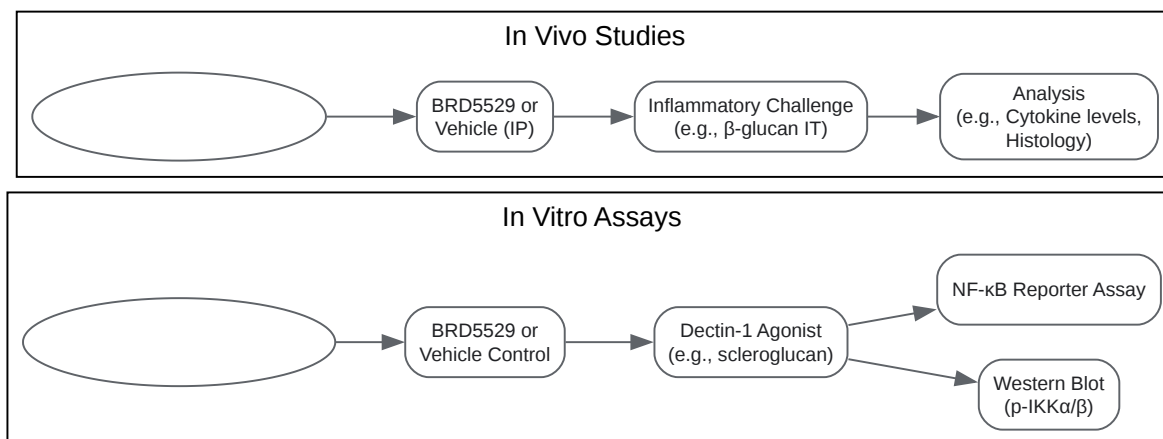 In Vivo Studies
BRD5529 or
Vehicle (IP)
Inflammatory Challenge
(e.g., β-glucan IT)
Analysis
(e.g., Cytokine levels,
Histology)
In Vitro Assays
BRD5529 or
Vehicle Control
Dectin-1 Agonist
(e.g., scleroglucan)
NF-κB Reporter Assay
Western Blot
(p-IKKα/β)